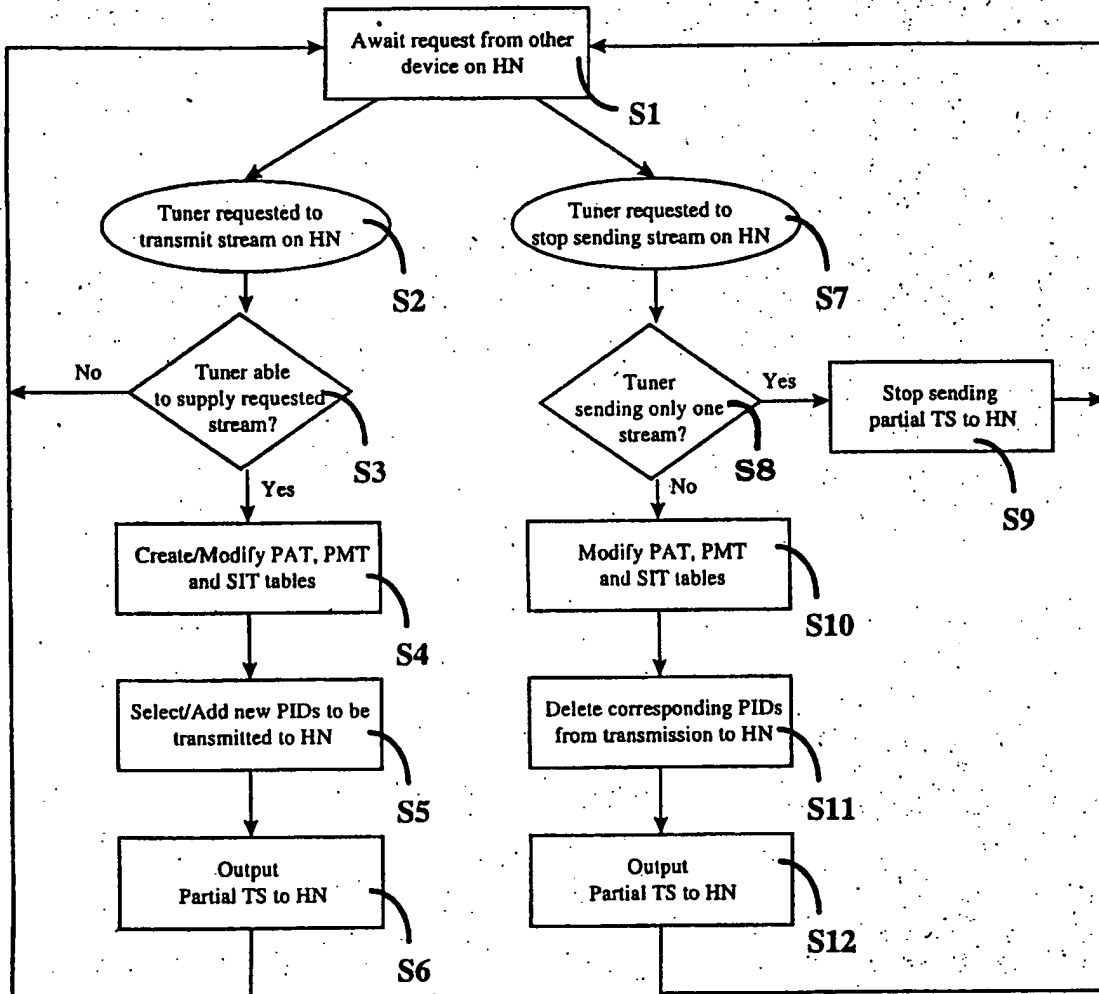 Await request from other
device on HN
S1
Tuner requested to
transmit stream on HN
S2
Tuner requested to
stop sending stream on HN
S7
No
Tuner able
to supply requested
stream?
S3
Yes
Tuner
sending only one
stream?
S8
Yes
No
Stop sending
partial TS to HN
S9
Create/Modify PAT, PMT
and SIT tables
S4
Modify PAT, PMT
and SIT tables
S10
Select/Add new PIDs to be
transmitted to HN
S5
Delete corresponding PIDs
from transmission to HN
S11
Output
Partial TS to HN
S6
Output
Partial TS to HN
S12